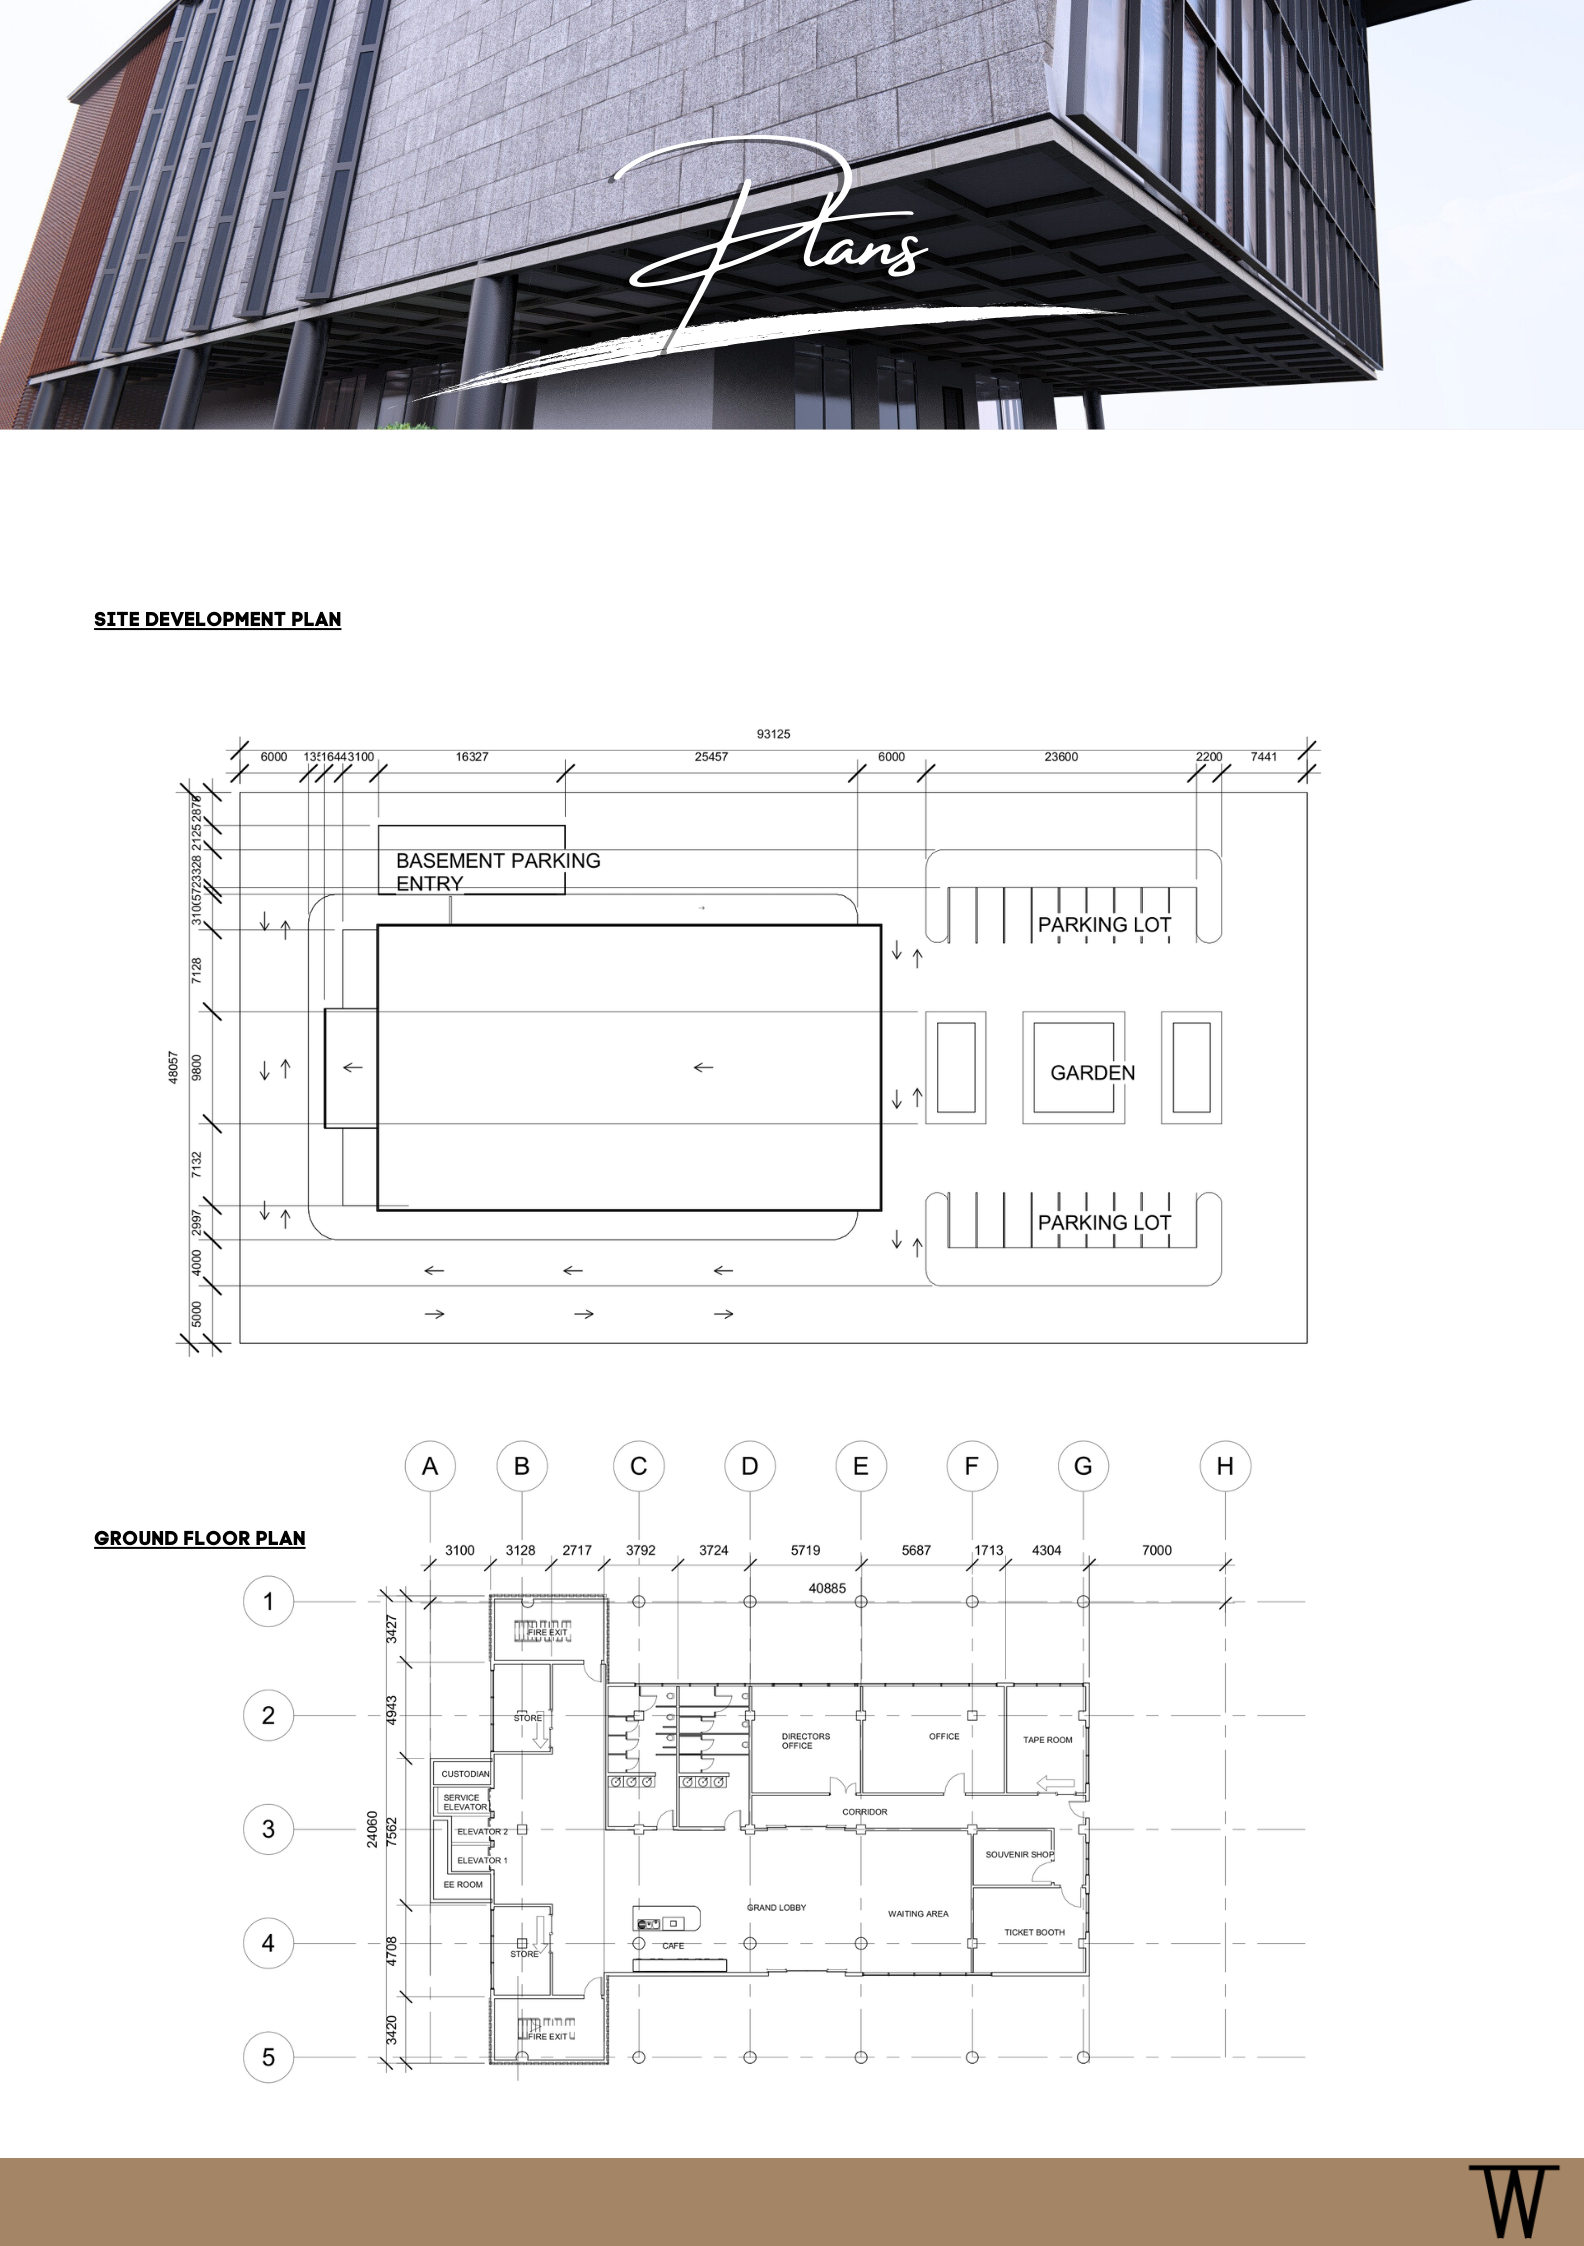 Plans
SITE DEVELOPMENT PLAN
93125
6000
1644
3100
16327
25457
6000
23600
2200
7441
2876
2125
3328
7128
9800
7132
2997
4000
5000
48057
BASEMENT PARKING
ENTRY
PARKING LOT
GARDEN
PARKING LOT
A B C D E F G H
GROUND FLOOR PLAN
3100 3128 2717 3792 3724 5719 5687 1713 4304 7000
40885
1
2
3
4
5
3427
4943
7562
4708
3420
24060
FIRE EXIT
STORE
DIRECTORS
OFFICE
OFFICE
TAPE ROOM
CUSTODIAN
SERVICE
ELEVATOR
CORRIDOR
ELEVATOR 2
ELEVATOR 1
SOUVENIR SHOP
EE ROOM
GRAND LOBBY
WAITING AREA
TICKET BOOTH
CAFE
STORE
FIRE EXIT
W